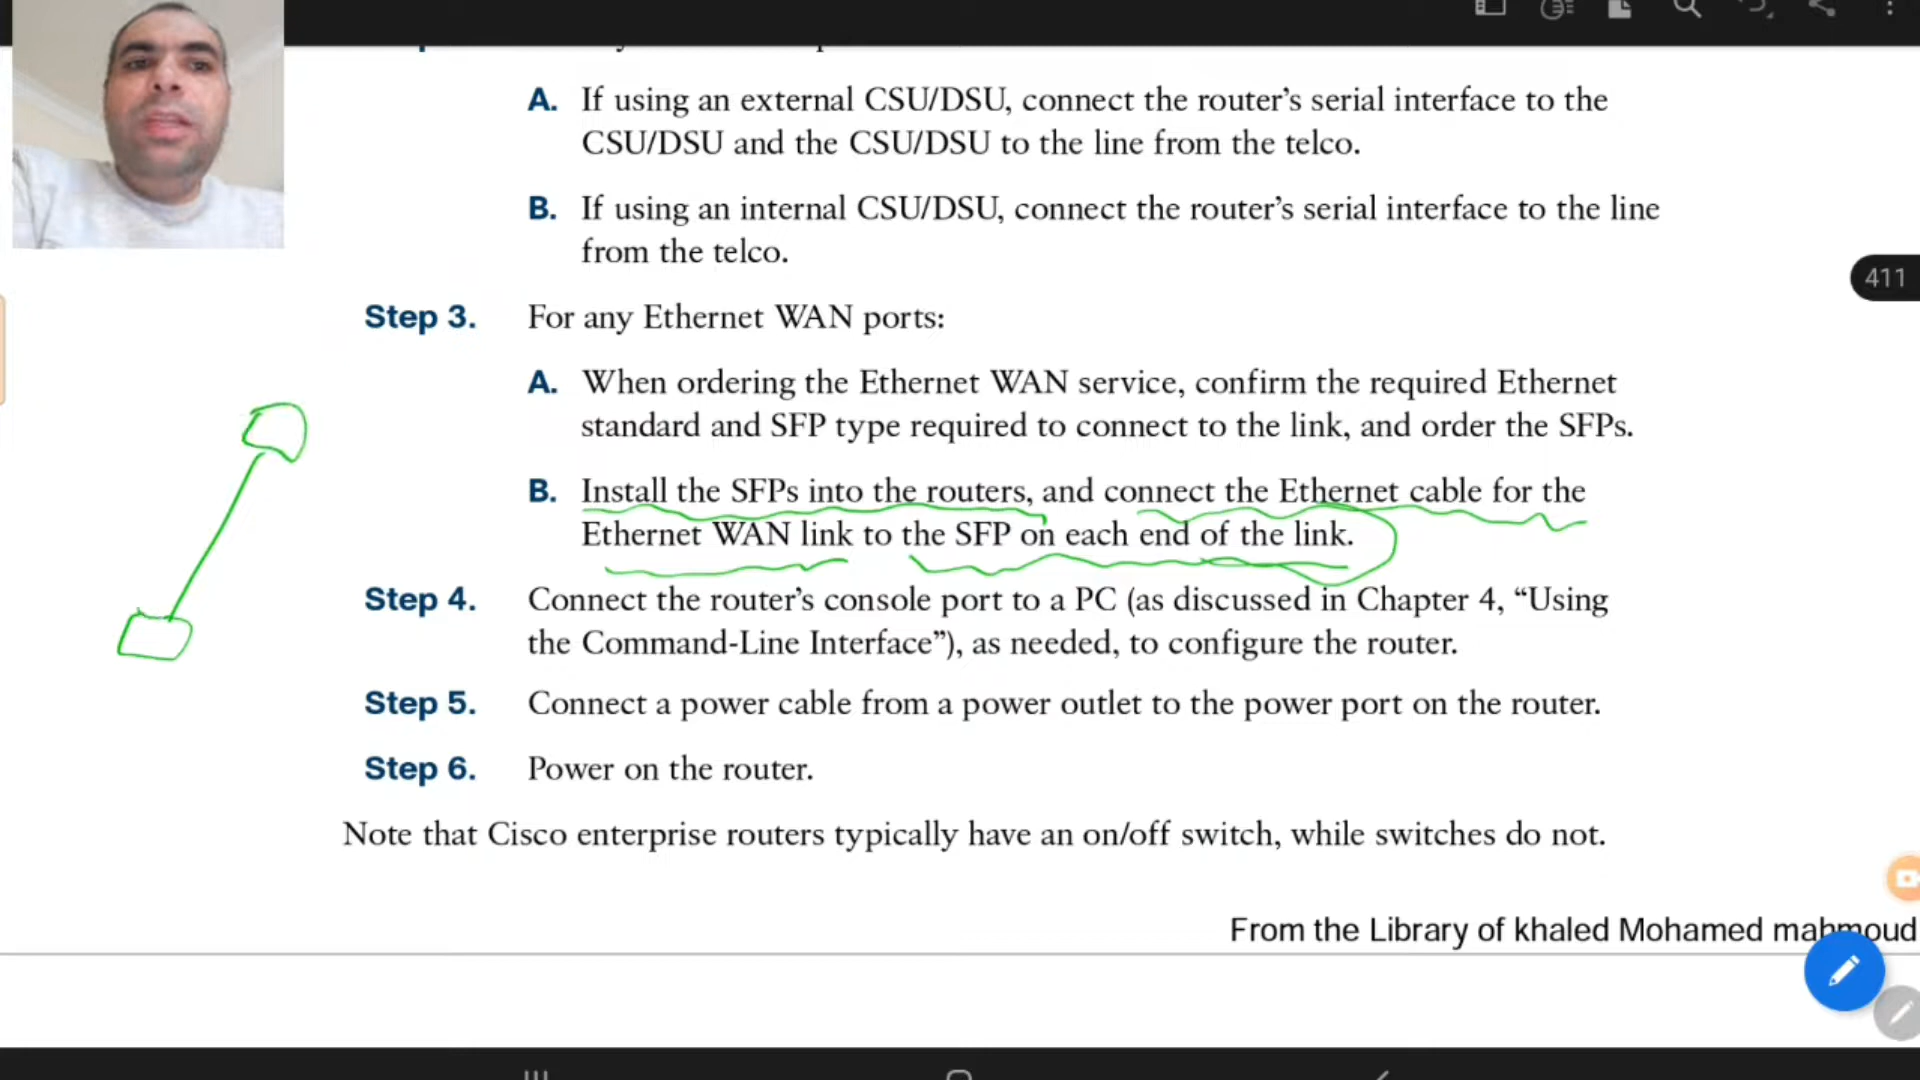 A. If using an external CSU/DSU, connect the router's serial interface to the
CSU/DSU and the CSU/DSU to the line from the telco.
B. If using an internal CSU/DSU, connect the router's serial interface to the line
from the telco.
411
Step 3. For any Ethernet WAN ports:
A. When ordering the Ethernet WAN service, confirm the required Ethernet
standard and SFP type required to connect to the link, and order the SFPs.
B. Install the SFPs into the routers, and connect the Ethernet cable for the
Ethernet WAN link to the SFP on each end of the link.
Step 4. Connect the router's console port to a PC (as discussed in Chapter 4, “Using
the Command-Line Interface”), as needed, to configure the router.
Step 5. Connect a power cable from a power outlet to the power port on the router.
Step 6. Power on the router.
Note that Cisco enterprise routers typically have an on/off switch, while switches do not.
From the Library of khaled Mohamed mahmoud